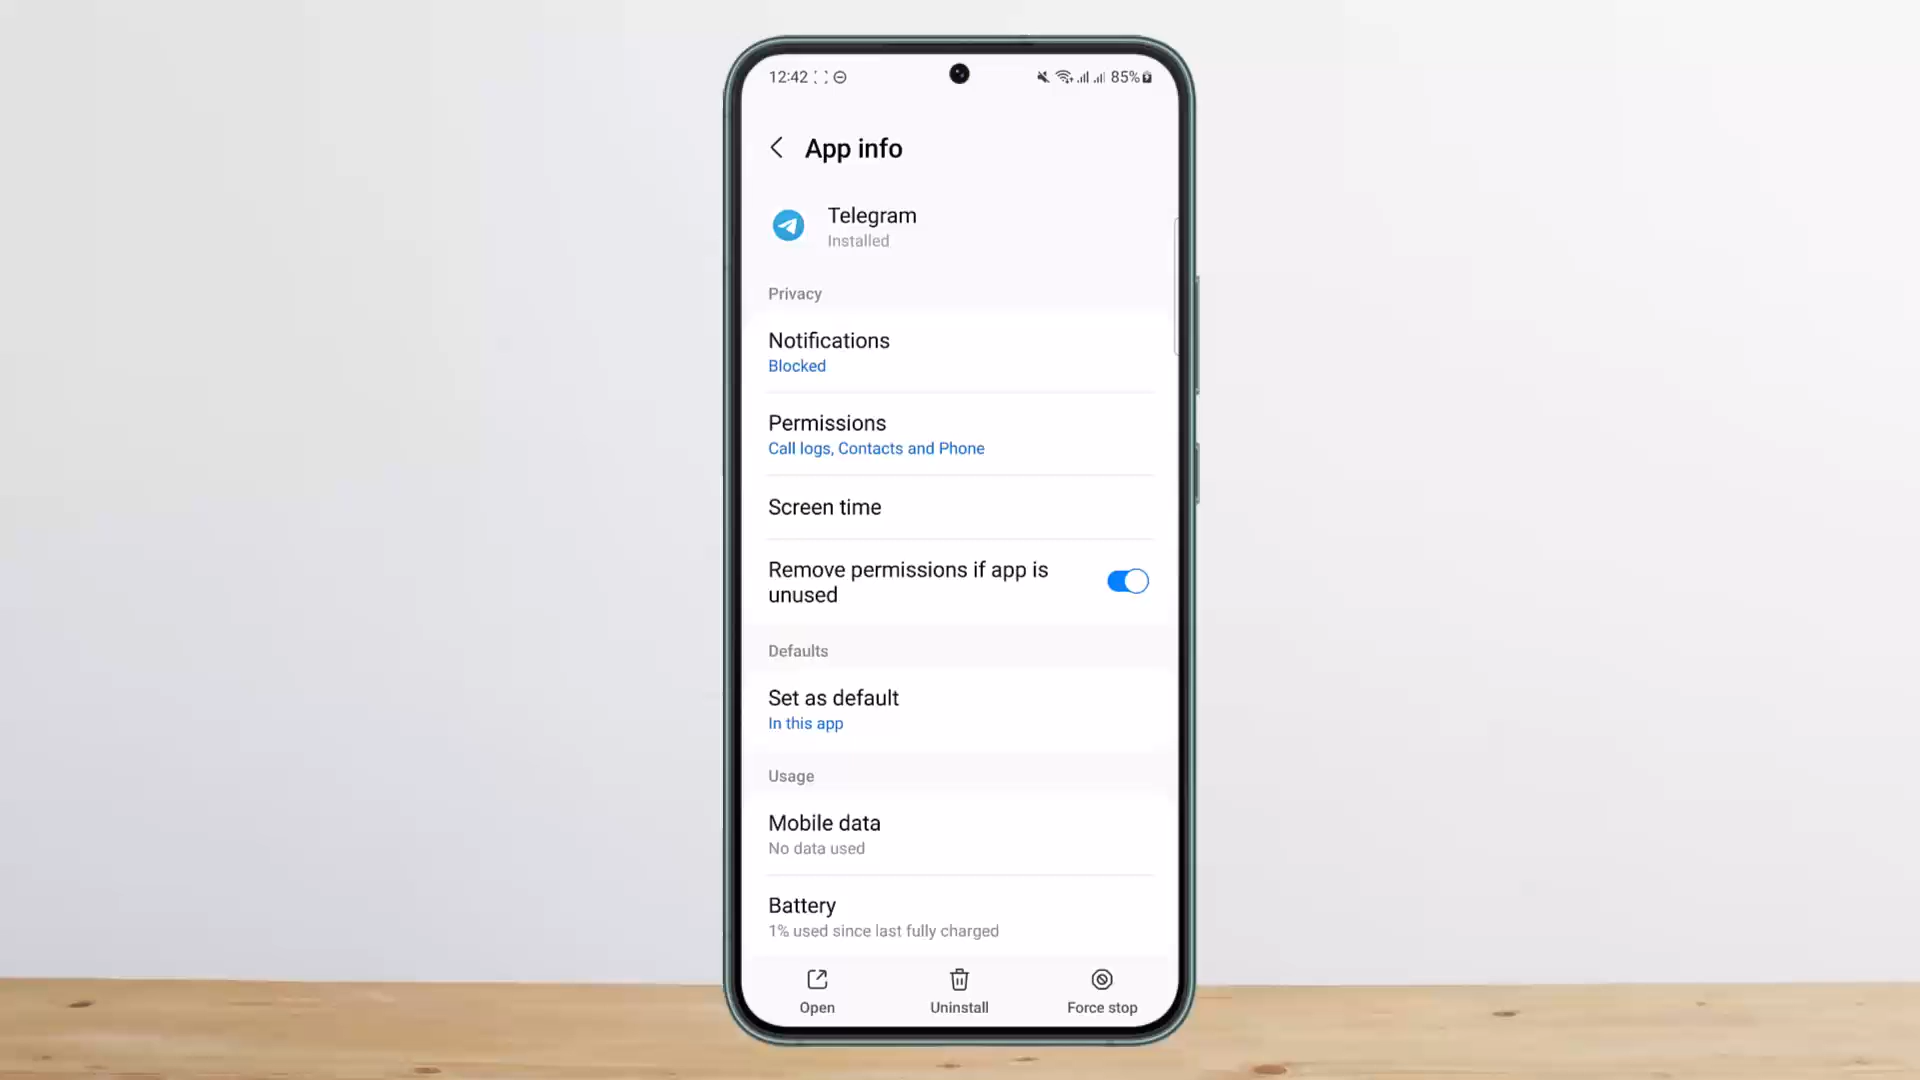 12:42
85%
App info
Telegram
Installed
Privacy
Notifications
Blocked
Permissions
Call logs, Contacts and Phone
Screen time
Remove permissions if app is
unused
Defaults
Set as default
In this app
Usage
Mobile data
No data used
Battery
1% used since last fully charged
Open
Uninstall
Force stop